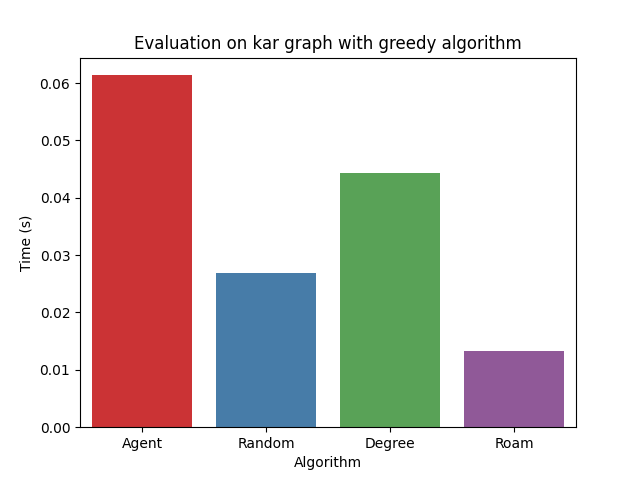 Evaluation on kar graph with greedy algorithm
0.06
0.05
0.04
0.03
0.02
0.01
0.00
Time (s)
Agent Random Degree Roam
Algorithm